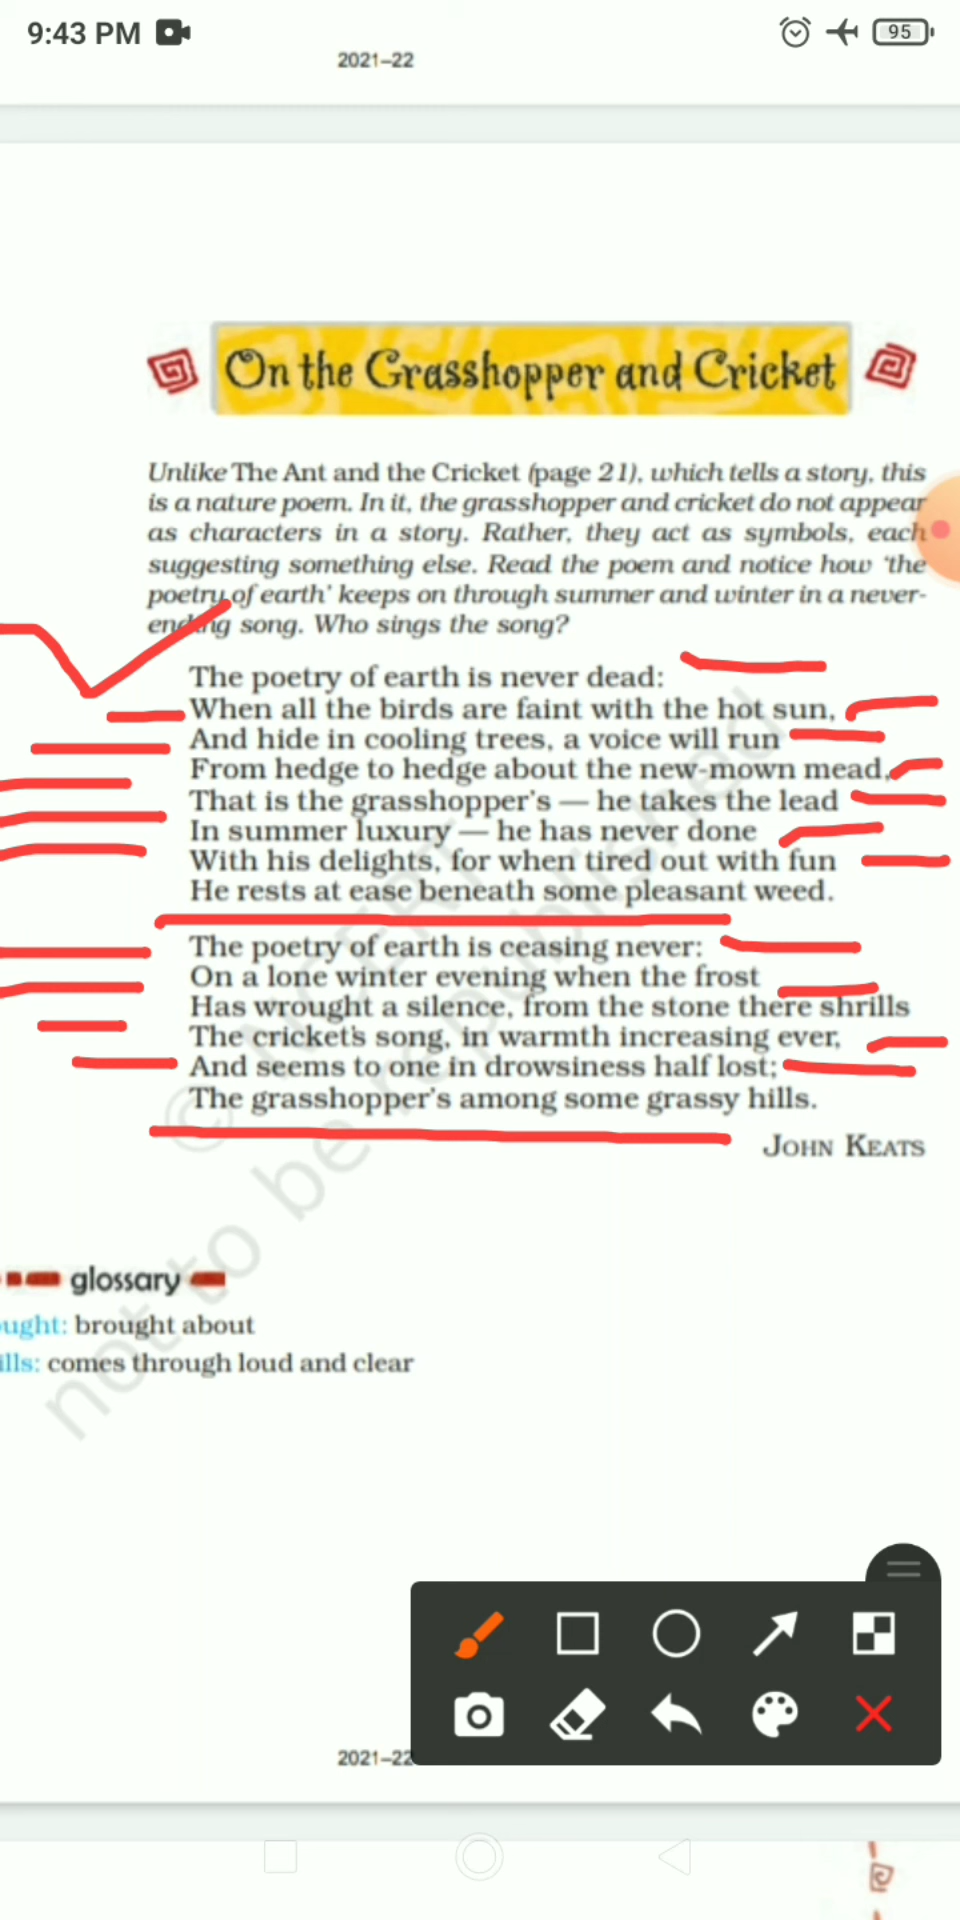 9:43 PM
95
2021–22
On the Grasshopper and Cricket
Unlike The Ant and the Cricket (page 21), which tells a story, this
is a nature poem. In it, the grasshopper and cricket do not appear
as characters in a story. Rather, they act as symbols, each
suggesting something else. Read the poem and notice how ‘the
poetry of earth’ keeps on through summer and winter in a never-
ending song. Who sings the song?
The poetry of earth is never dead:
When all the birds are faint with the hot sun,
And hide in cooling trees, a voice will run
From hedge to hedge about the new-mown mead,
That is the grasshopper’s — he takes the lead
In summer luxury — he has never done
With his delights, for when tired out with fun
He rests at ease beneath some pleasant weed.
The poetry of earth is ceasing never:
On a lone winter evening when the frost
Has wrought a silence, from the stone there shrills
The cricket’s song, in warmth increasing ever,
And seems to one in drowsiness half lost;
The grasshopper’s among some grassy hills.
JOHN KEATS
glossary
ught: brought about
ills: comes through loud and clear
© NCERT
not to be republished
2021–22